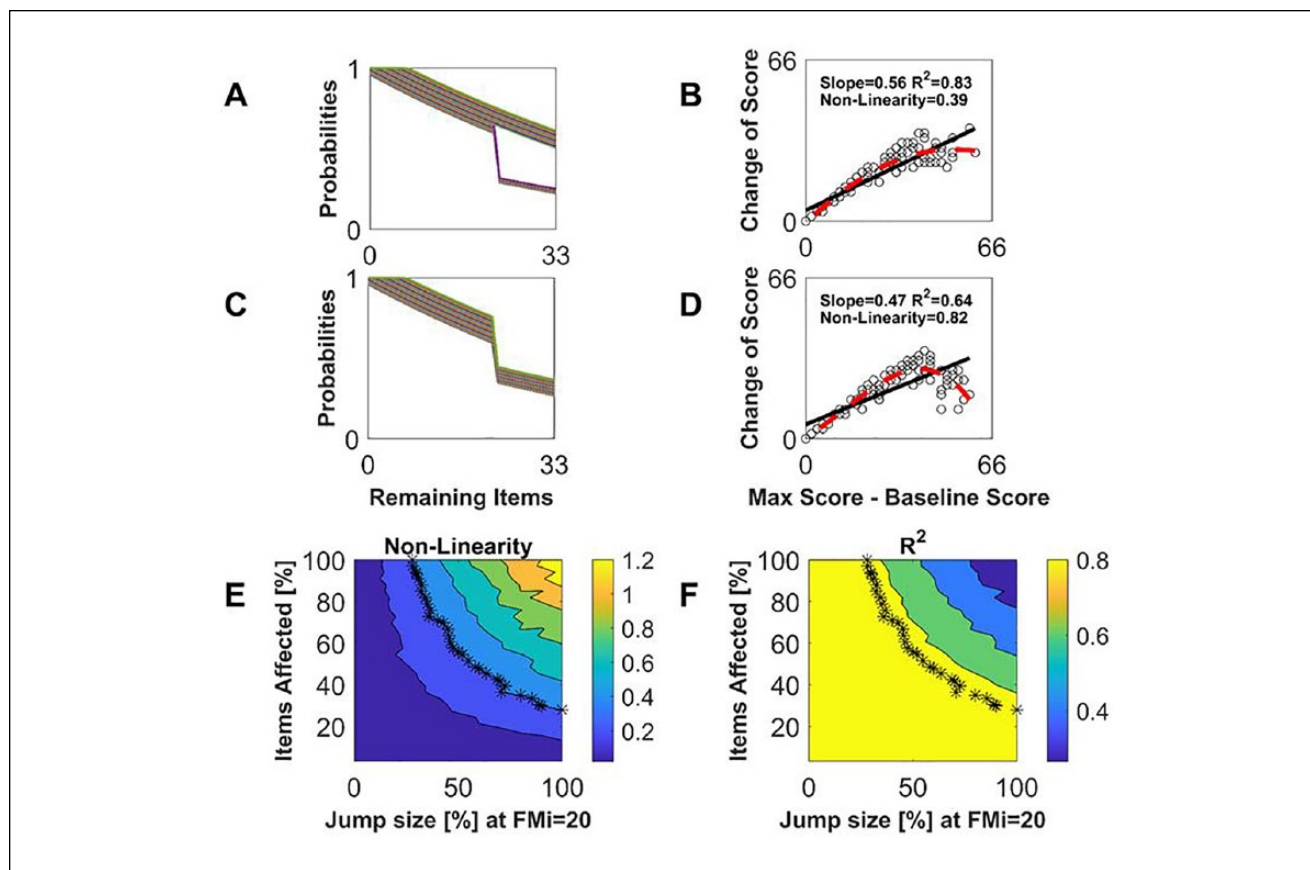 A
Probabilities
1
0
0
33
B
Change of Score
66
0
Slope=0.56 R²=0.83
Non-Linearity=0.39
0
66
C
Probabilities
1
0
0
33
Remaining Items
D
Change of Score
66
0
Slope=0.47 R²=0.64
Non-Linearity=0.82
0
66
Max Score - Baseline Score
E
Non-Linearity
Items Affected [%]
100
80
60
40
20
0
50
100
Jump size [%] at FMi=20
1.2
1
0.8
0.6
0.4
0.2
F
R²
Items Affected [%]
100
80
60
40
20
0
50
100
Jump size [%] at FMi=20
0.8
0.6
0.4